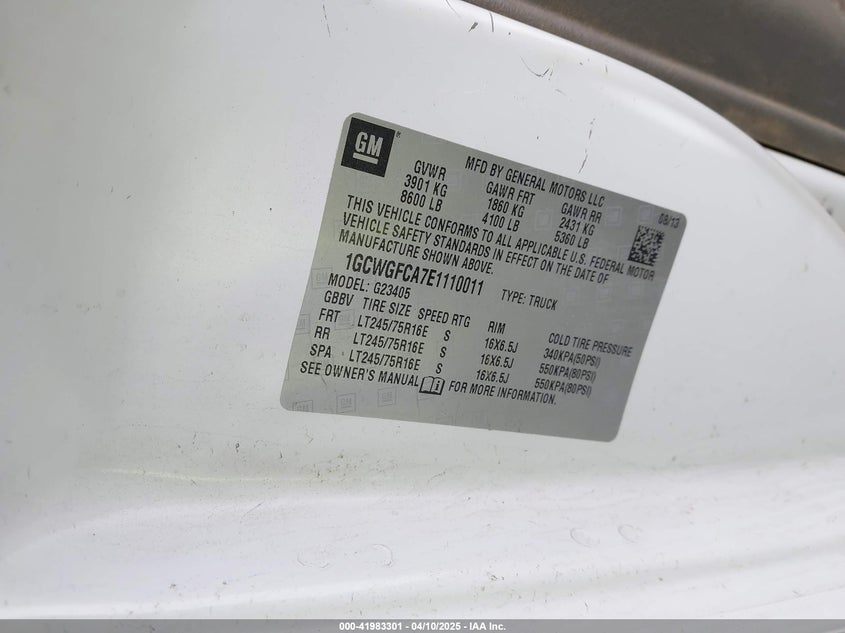 GM®
MFD BY GENERAL MOTORS LLC 08/13
GVWR GAWR FRT GAWR RR
3901 KG 1860 KG 2431 KG
8600 LB 4100 LB 5360 LB
THIS VEHICLE CONFORMS TO ALL APPLICABLE U.S. FEDERAL MOTOR
VEHICLE SAFETY STANDARDS IN EFFECT ON THE DATE OF
MANUFACTURE SHOWN ABOVE.
1GCWGFCA7E1110011 TYPE: TRUCK
MODEL: G23405
GBBV TIRE SIZE SPEED RTG RIM COLD TIRE PRESSURE
FRT LT245/75R16E S 16X6.5J 340KPA(50PSI)
RR LT245/75R16E S 16X6.5J 550KPA(80PSI)
SPA LT245/75R16E S 16X6.5J 550KPA(80PSI)
SEE OWNER'S MANUAL i FOR MORE INFORMATION.
000-41983301 | 04/10/2025 - IAA Inc.